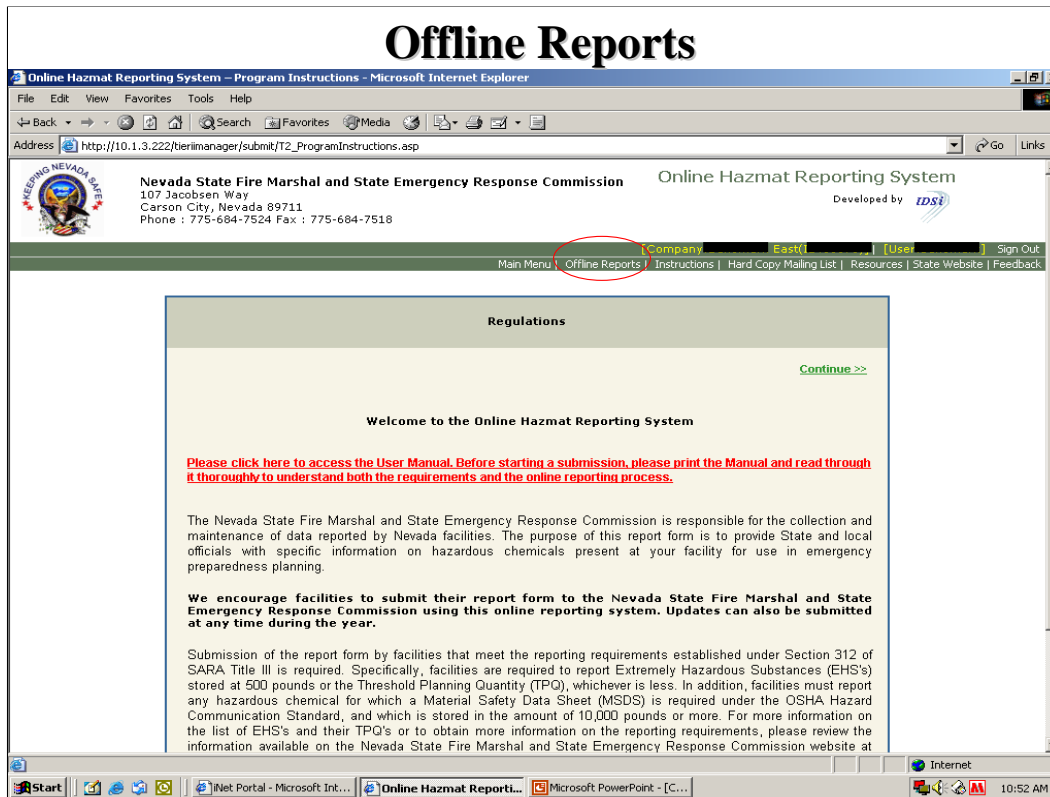 Offline Reports
Online Hazmat Reporting System -- Program Instructions - Microsoft Internet Explorer
File Edit View Favorites Tools Help
Back Search Favorites Media
Address http://10.1.3.222/tieriimanager/submit/T2_ProgramInstructions.asp Go Links
KEEPING NEVADA SAFE
Nevada State Fire Marshal and State Emergency Response Commission
107 Jacobsen Way
Carson City, Nevada 89711
Phone : 775-684-7524 Fax : 775-684-7518
Online Hazmat Reporting System
Developed by IDSi
[Company East( )] | [User ] Sign Out
Main Menu | Offline Reports | Instructions | Hard Copy Mailing List | Resources | State Website | Feedback
Regulations
Continue >>
Welcome to the Online Hazmat Reporting System
Please click here to access the User Manual. Before starting a submission, please print the Manual and read through
it thoroughly to understand both the requirements and the online reporting process.
The Nevada State Fire Marshal and State Emergency Response Commission is responsible for the collection and
maintenance of data reported by Nevada facilities. The purpose of this report form is to provide State and local
officials with specific information on hazardous chemicals present at your facility for use in emergency
preparedness planning.
We encourage facilities to submit their report form to the Nevada State Fire Marshal and State
Emergency Response Commission using this online reporting system. Updates can also be submitted
at any time during the year.
Submission of the report form by facilities that meet the reporting requirements established under Section 312 of
SARA Title III is required. Specifically, facilities are required to report Extremely Hazardous Substances (EHS's)
stored at 500 pounds or the Threshold Planning Quantity (TPQ), whichever is less. In addition, facilities must report
any hazardous chemical for which a Material Safety Data Sheet (MSDS) is required under the OSHA Hazard
Communication Standard, and which is stored in the amount of 10,000 pounds or more. For more information on
the list of EHS's and their TPQ's or to obtain more information on the reporting requirements, please review the
information available on the Nevada State Fire Marshal and State Emergency Response Commission website at
Internet
Start iNet Portal - Microsoft Int... Online Hazmat Reporti... Microsoft PowerPoint - [C... 10:52 AM